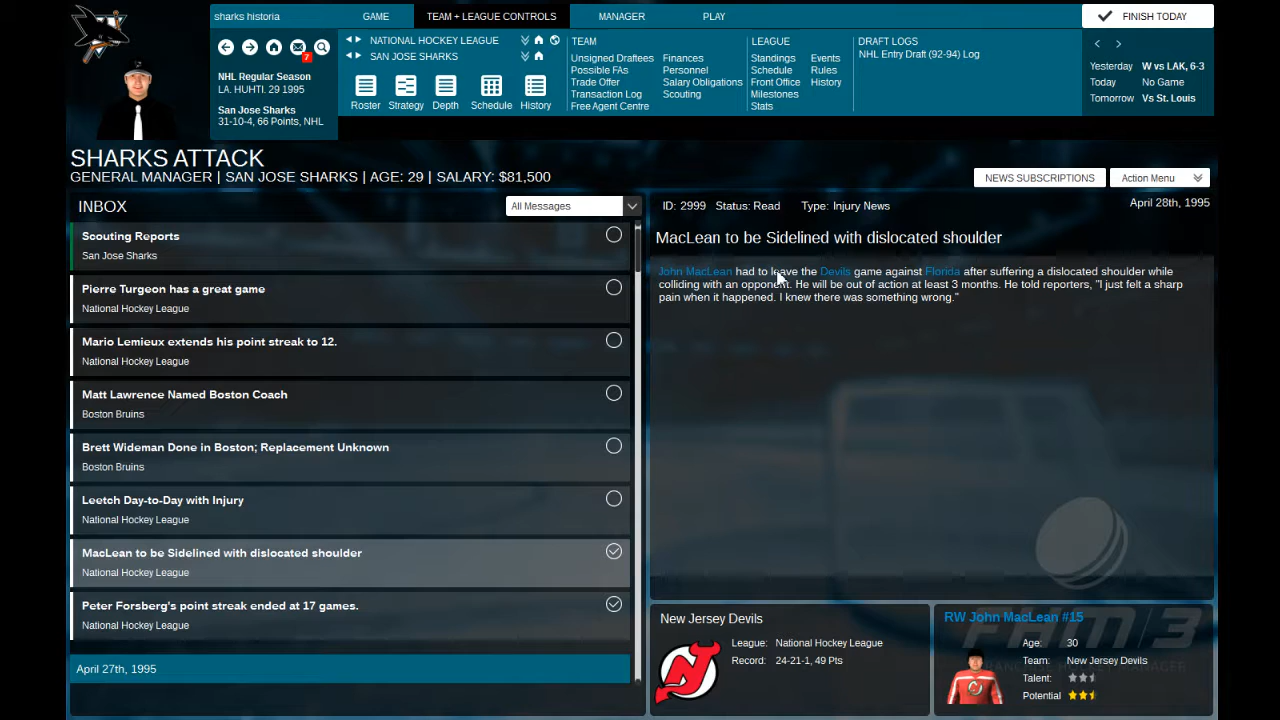 sharks historia
GAME
TEAM + LEAGUE CONTROLS
MANAGER
PLAY
FINISH TODAY
NATIONAL HOCKEY LEAGUE
SAN JOSE SHARKS
7
NHL Regular Season
LA. HUHTI. 29 1995
San Jose Sharks
31-10-4, 66 Points, NHL
Roster
Strategy
Depth
Schedule
History
TEAM
Unsigned Draftees
Finances
Possible FAs
Personnel
Trade Offer
Salary Obligations
Transaction Log
Scouting
Free Agent Centre
LEAGUE
Standings
Events
Schedule
Rules
Front Office
History
Milestones
Stats
DRAFT LOGS
NHL Entry Draft (92-94) Log
Yesterday W vs LAK, 6-3
Today No Game
Tomorrow Vs St. Louis
SHARKS ATTACK
GENERAL MANAGER | SAN JOSE SHARKS | AGE: 29 | SALARY: $81,500
NEWS SUBSCRIPTIONS
Action Menu
INBOX
All Messages
Scouting Reports
San Jose Sharks
Pierre Turgeon has a great game
National Hockey League
Mario Lemieux extends his point streak to 12.
National Hockey League
Matt Lawrence Named Boston Coach
Boston Bruins
Brett Wideman Done in Boston; Replacement Unknown
Boston Bruins
Leetch Day-to-Day with Injury
National Hockey League
MacLean to be Sidelined with dislocated shoulder
National Hockey League
Peter Forsberg's point streak ended at 17 games.
National Hockey League
April 27th, 1995
ID: 2999 Status: Read Type: Injury News
April 28th, 1995
MacLean to be Sidelined with dislocated shoulder
John MacLean had to leave the Devils game against Florida after suffering a dislocated shoulder while
colliding with an opponent. He will be out of action at least 3 months. He told reporters, "I just felt a sharp
pain when it happened. I knew there was something wrong."
New Jersey Devils
League: National Hockey League
Record: 24-21-1, 49 Pts
RW John MacLean #15
Age: 30
Team: New Jersey Devils
Talent:
Potential
FHM/3
FRANCHISE HOCKEY MANAGER